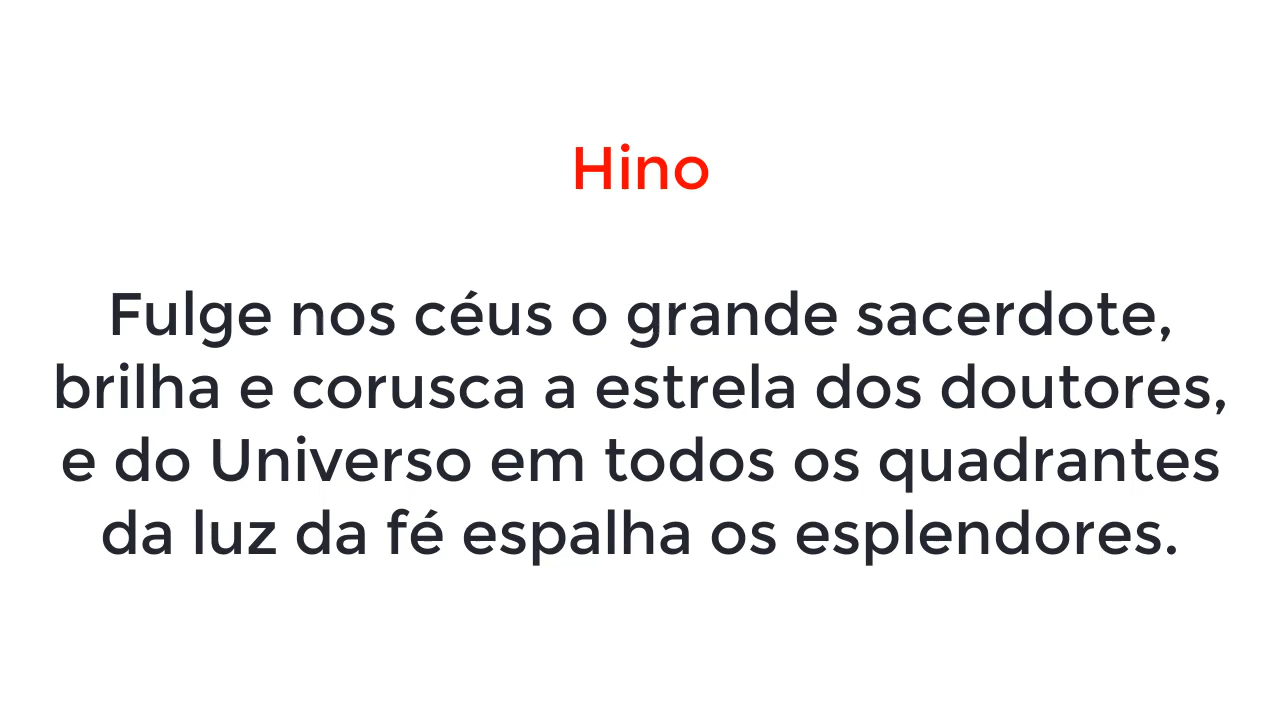 Hino
Fulge nos céus o grande sacerdote,
brilha e corusca a estrela dos doutores,
e do Universo em todos os quadrantes
da luz da fé espalha os esplendores.